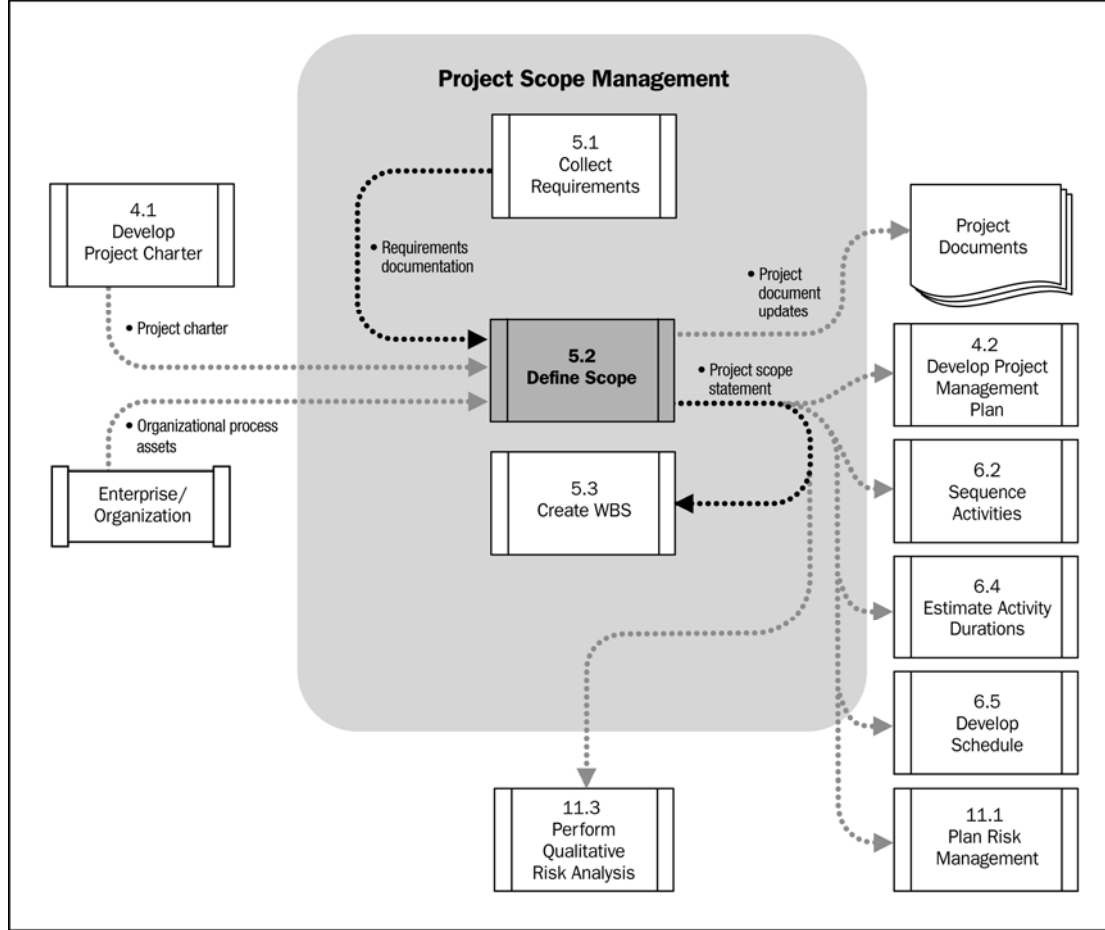 Project Scope Management
5.1
Collect
Requirements
4.1
Develop
Project Charter
Project
Documents
• Requirements
documentation
• Project
document
updates
• Project charter
5.2
Define Scope
• Project scope
statement
4.2
Develop Project
Management
Plan
• Organizational process
assets
Enterprise/
Organization
5.3
Create WBS
6.2
Sequence
Activities
6.4
Estimate Activity
Durations
6.5
Develop
Schedule
11.3
Perform
Qualitative
Risk Analysis
11.1
Plan Risk
Management